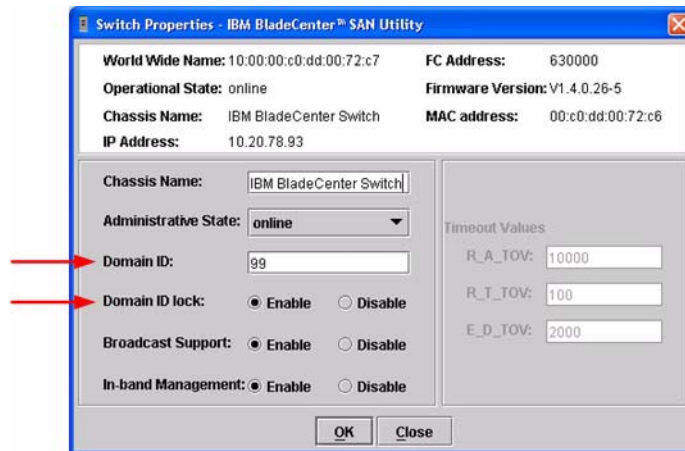 Switch Properties - IBM BladeCenter™ SAN Utility
World Wide Name: 10:00:00:c0:dd:00:72:c7 FC Address: 630000
Operational State: online Firmware Version: V1.4.0.26-5
Chassis Name: IBM BladeCenter Switch MAC address: 00:c0:dd:00:72:c6
IP Address: 10.20.78.93
Chassis Name: IBM BladeCenter Switch
Administrative State: online
Timeout Values
Domain ID: 99 R_A_TOV: 10000
Domain ID lock: Enable Disable R_T_TOV: 100
Broadcast Support: Enable Disable E_D_TOV: 2000
In-band Management: Enable Disable
OK Close